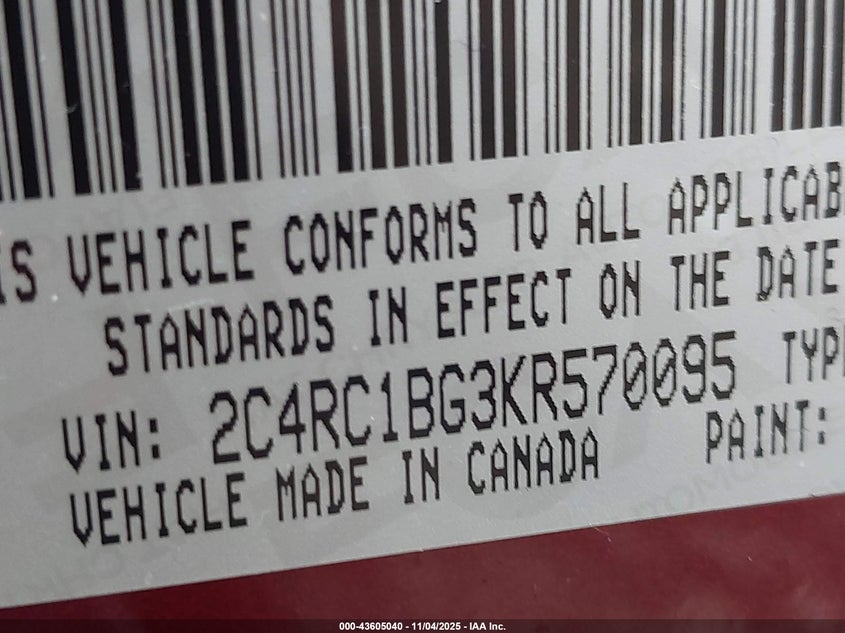 IS VEHICLE CONFORMS TO ALL APPLICAB
STANDARDS IN EFFECT ON THE DATE
VIN: 2C4RC1BG3KR570095 TYP
VEHICLE MADE IN CANADA PAINT:
000-43605040 - 11/04/2025 - IAA Inc.